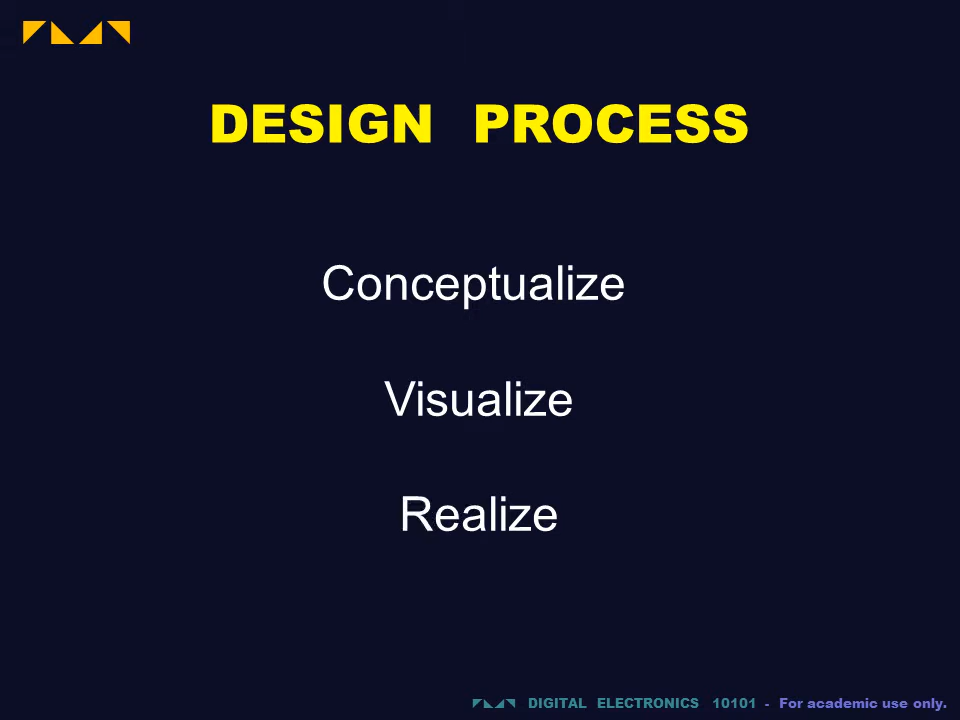 DESIGN PROCESS
Conceptualize
Visualize
Realize
DIGITAL ELECTRONICS 10101 - For academic use only.